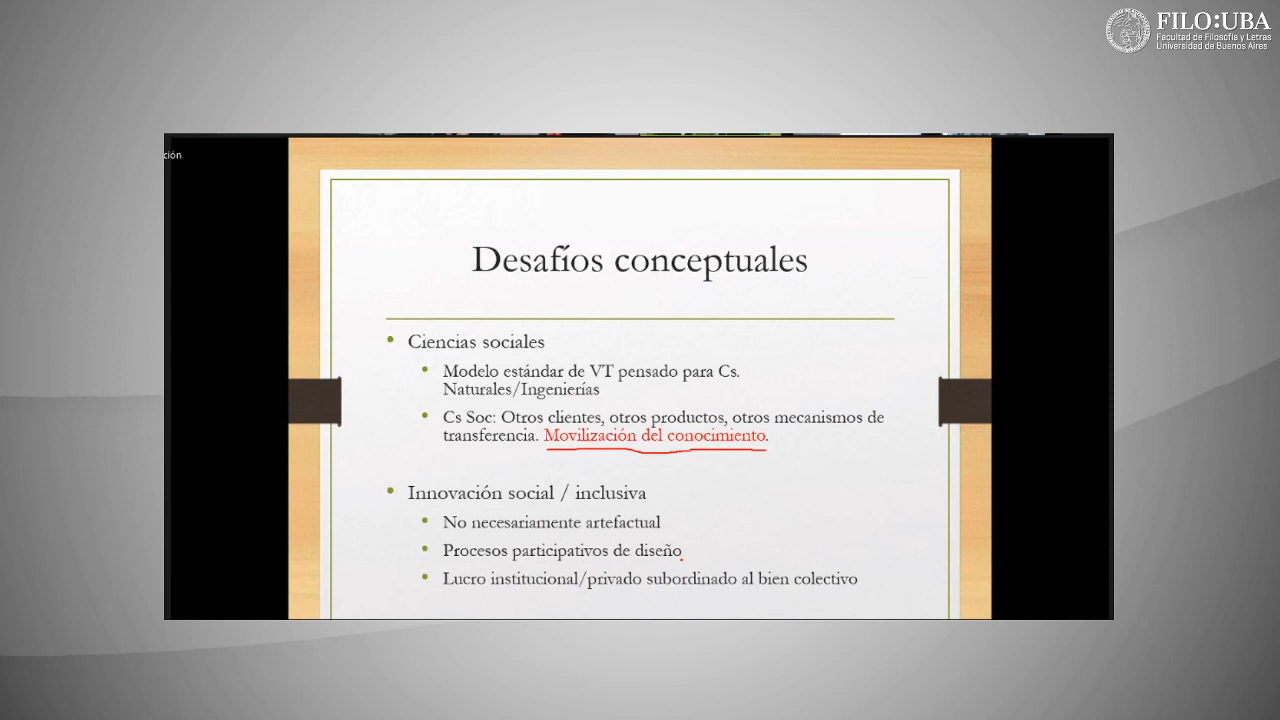 FILO:UBA
Facultad de Filosofía y Letras
Universidad de Buenos Aires
ción
Desafíos conceptuales
• Ciencias sociales
• Modelo estándar de VT pensado para Cs.
Naturales/Ingenierías
• Cs Soc: Otros clientes, otros productos, otros mecanismos de
transferencia. Movilización del conocimiento.
• Innovación social / inclusiva
• No necesariamente artefactual
• Procesos participativos de diseño
• Lucro institucional/privado subordinado al bien colectivo